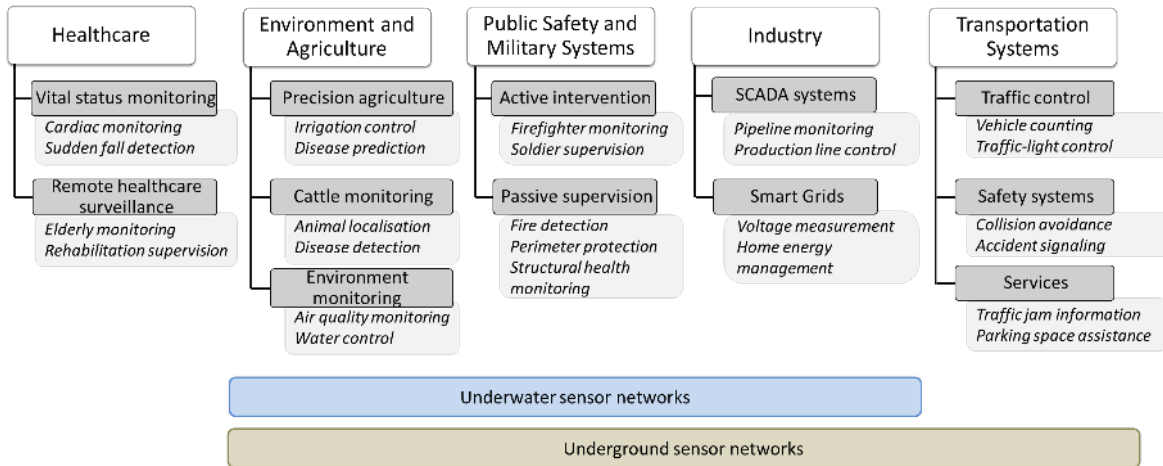 Healthcare
Vital status monitoring
Cardiac monitoring
Sudden fall detection
Remote healthcare
surveillance
Elderly monitoring
Rehabilitation supervision
Environment and
Agriculture
Precision agriculture
Irrigation control
Disease prediction
Cattle monitoring
Animal localisation
Disease detection
Environment
monitoring
Air quality monitoring
Water control
Public Safety and
Military Systems
Active intervention
Firefighter monitoring
Soldier supervision
Passive supervision
Fire detection
Perimeter protection
Structural health
monitoring
Industry
SCADA systems
Pipeline monitoring
Production line control
Smart Grids
Voltage measurement
Home energy
management
Transportation
Systems
Traffic control
Vehicle counting
Traffic-light control
Safety systems
Collision avoidance
Accident signaling
Services
Traffic jam information
Parking space assistance
Underwater sensor networks
Underground sensor networks